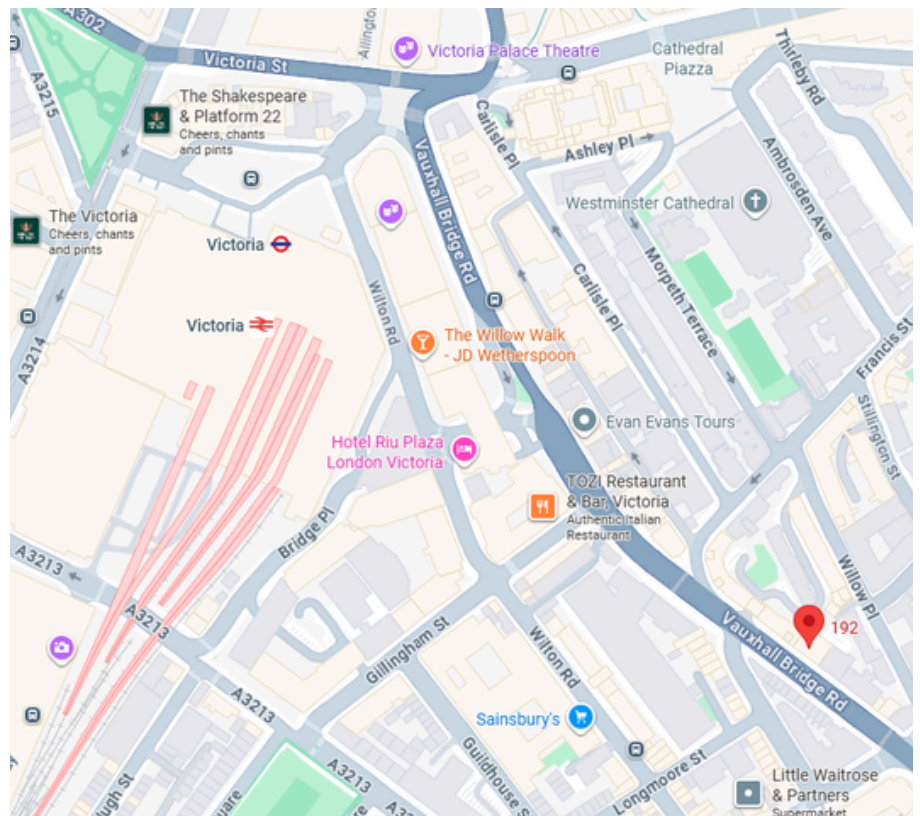 A302
Victoria St
Allington
Victoria Palace Theatre
Cathedral
Piazza
Thirleby Rd
A3215
The Shakespeare
& Platform 22
Cheers, chants
and pints
Carlisle Pl
Ashley Pl
Ambrosden Ave
Vauxhall Bridge Rd
The Victoria
Cheers, chants
and pints
Westminster Cathedral
Victoria
Victoria
Wilton Rd
Carlisle Pl
Morpeth Terrace
A3214
The Willow Walk
- JD Wetherspoon
Francis St
Stillington St
Evan Evans Tours
Hotel Riu Plaza
London Victoria
TOZI Restaurant
& Bar, Victoria
Authentic Italian
Restaurant
Bridge Pl
A3213
A3213
Willow Pl
192
Vauxhall Bridge Rd
Gillingham St
Wilton Rd
A3213
Sainsbury's
Guildhouse S
Longmoore St
A3213
ugh St
quare
Little Waitrose
& Partners
Supermarket